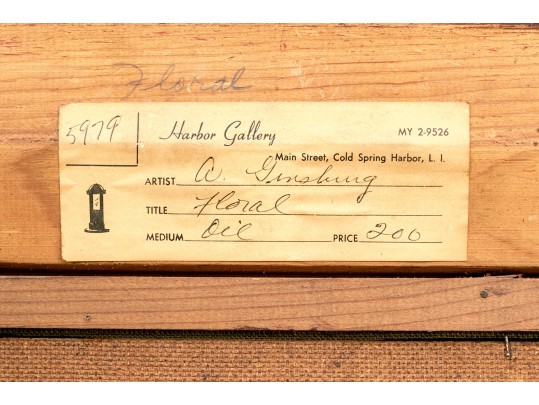 Floral
5979
Harbor Gallery MY 2-9526
Main Street, Cold Spring Harbor, L. I.
ARTIST A. Ginsburg
TITLE Floral
MEDIUM Oil PRICE 200